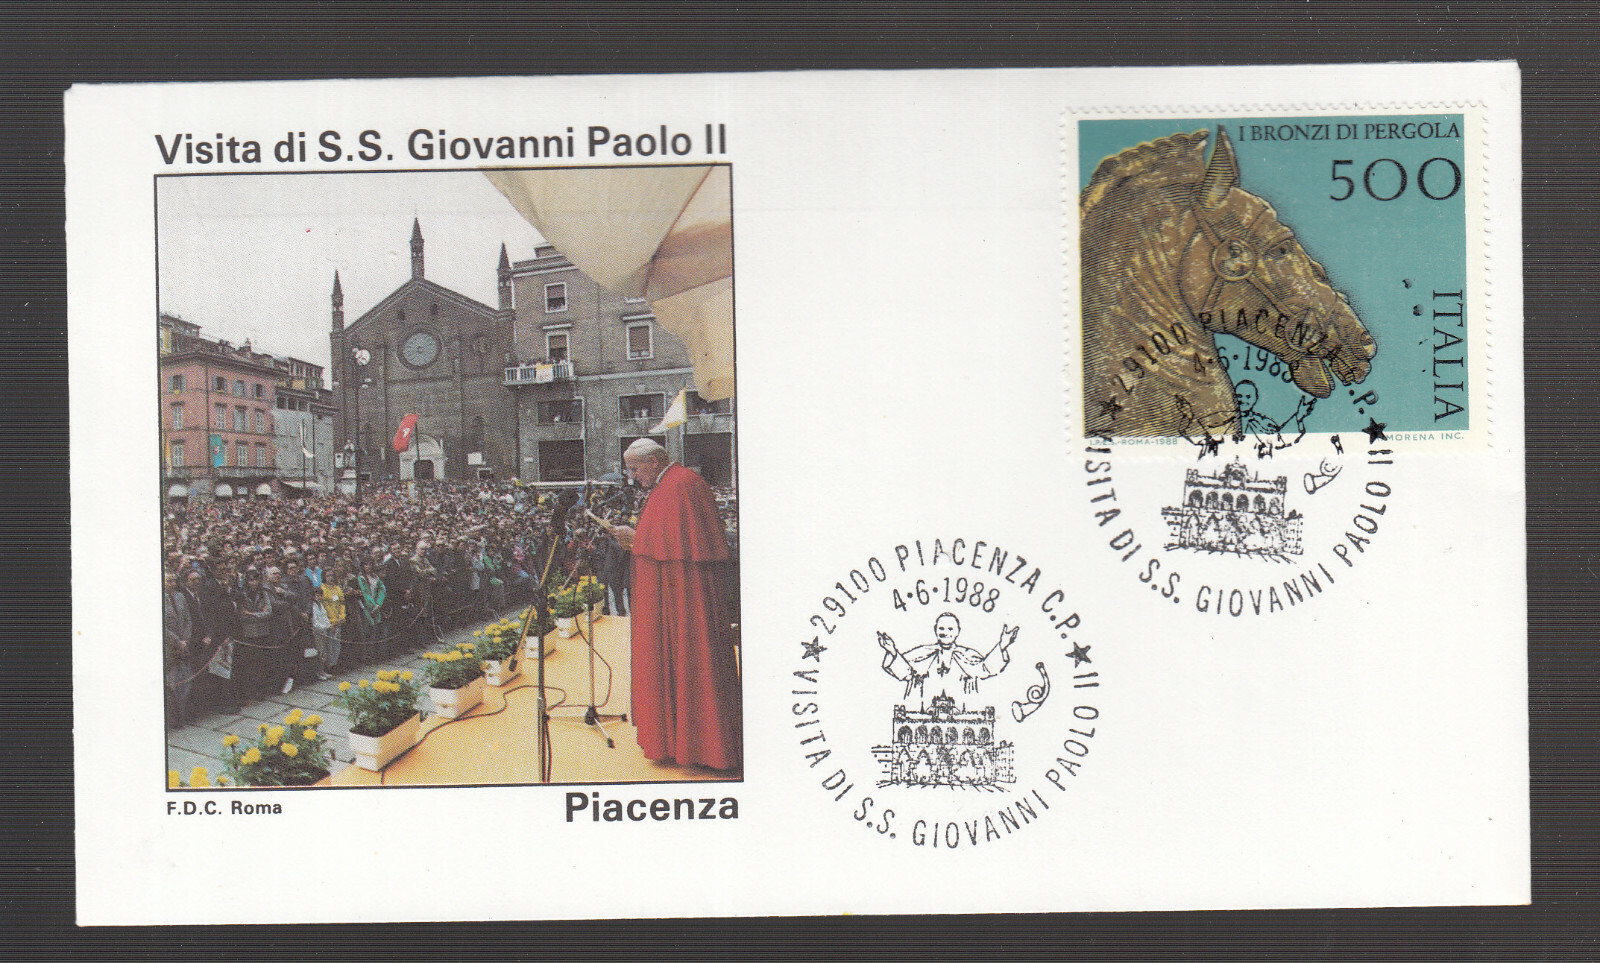 Visita di S.S. Giovanni Paolo II
F.D.C. Roma
Piacenza
I BRONZI DI PERGOLA
500
ITALIA
ROMA-1988
MORENA INC.
29100 PIACENZA C.P.
4·6·1988
VISITA DI S.S. GIOVANNI PAOLO II
29100 PIACENZA C.P.
4·6·1988
VISITA DI S.S. GIOVANNI PAOLO II